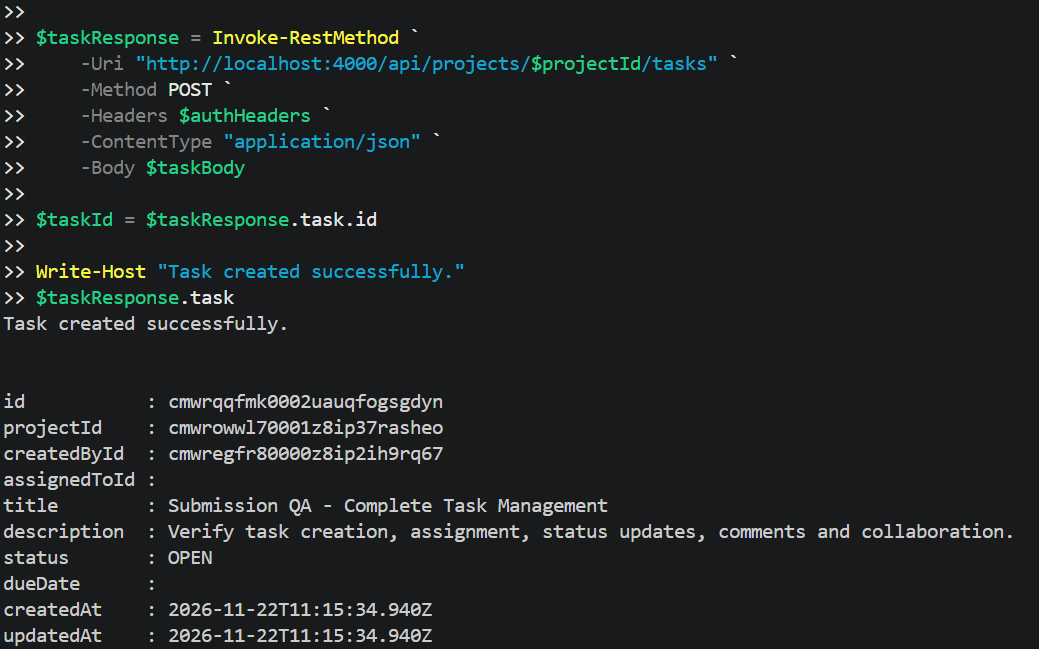 >>
>> $taskResponse = Invoke-RestMethod `
>>     -Uri "http://localhost:4000/api/projects/$projectId/tasks" `
>>     -Method POST `
>>     -Headers $authHeaders `
>>     -ContentType "application/json" `
>>     -Body $taskBody
>>
>> $taskId = $taskResponse.task.id
>>
>> Write-Host "Task created successfully."
>> $taskResponse.task
Task created successfully.
id           : cmwrqqfmk0002uauqfogsgdyn
projectId    : cmwrowwl70001z8ip37rasheo
createdById  : cmwregfr80000z8ip2ih9rq67
assignedToId :
title        : Submission QA - Complete Task Management
description  : Verify task creation, assignment, status updates, comments and collaboration.
status       : OPEN
dueDate      :
createdAt    : 2026-11-22T11:15:34.940Z
updatedAt    : 2026-11-22T11:15:34.940Z